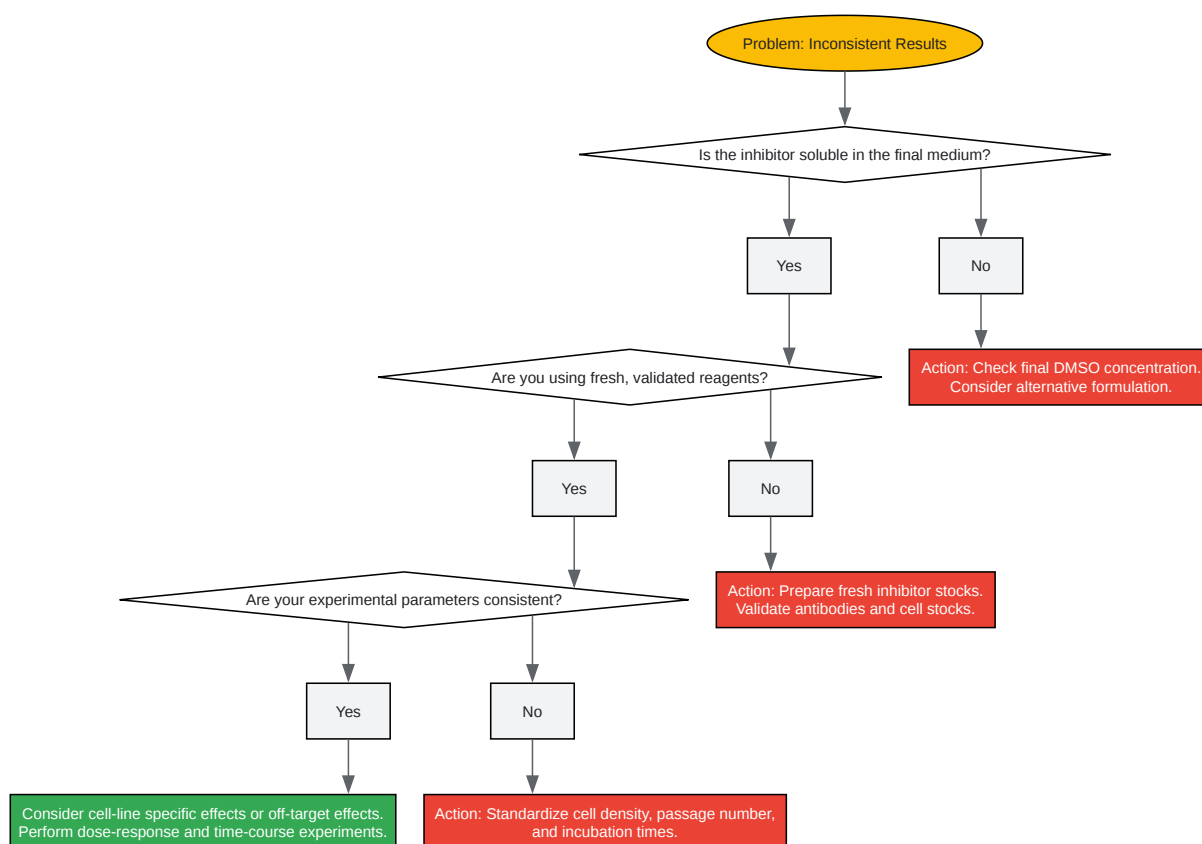 Problem: Inconsistent Results
Is the inhibitor soluble in the final medium?
Yes
No
Are you using fresh, validated reagents?
Action: Check final DMSO concentration.
Consider alternative formulation.
Yes
No
Are your experimental parameters consistent?
Action: Prepare fresh inhibitor stocks.
Validate antibodies and cell stocks.
Yes
No
Consider cell-line specific effects or off-target effects.
Perform dose-response and time-course experiments.
Action: Standardize cell density, passage number,
and incubation times.